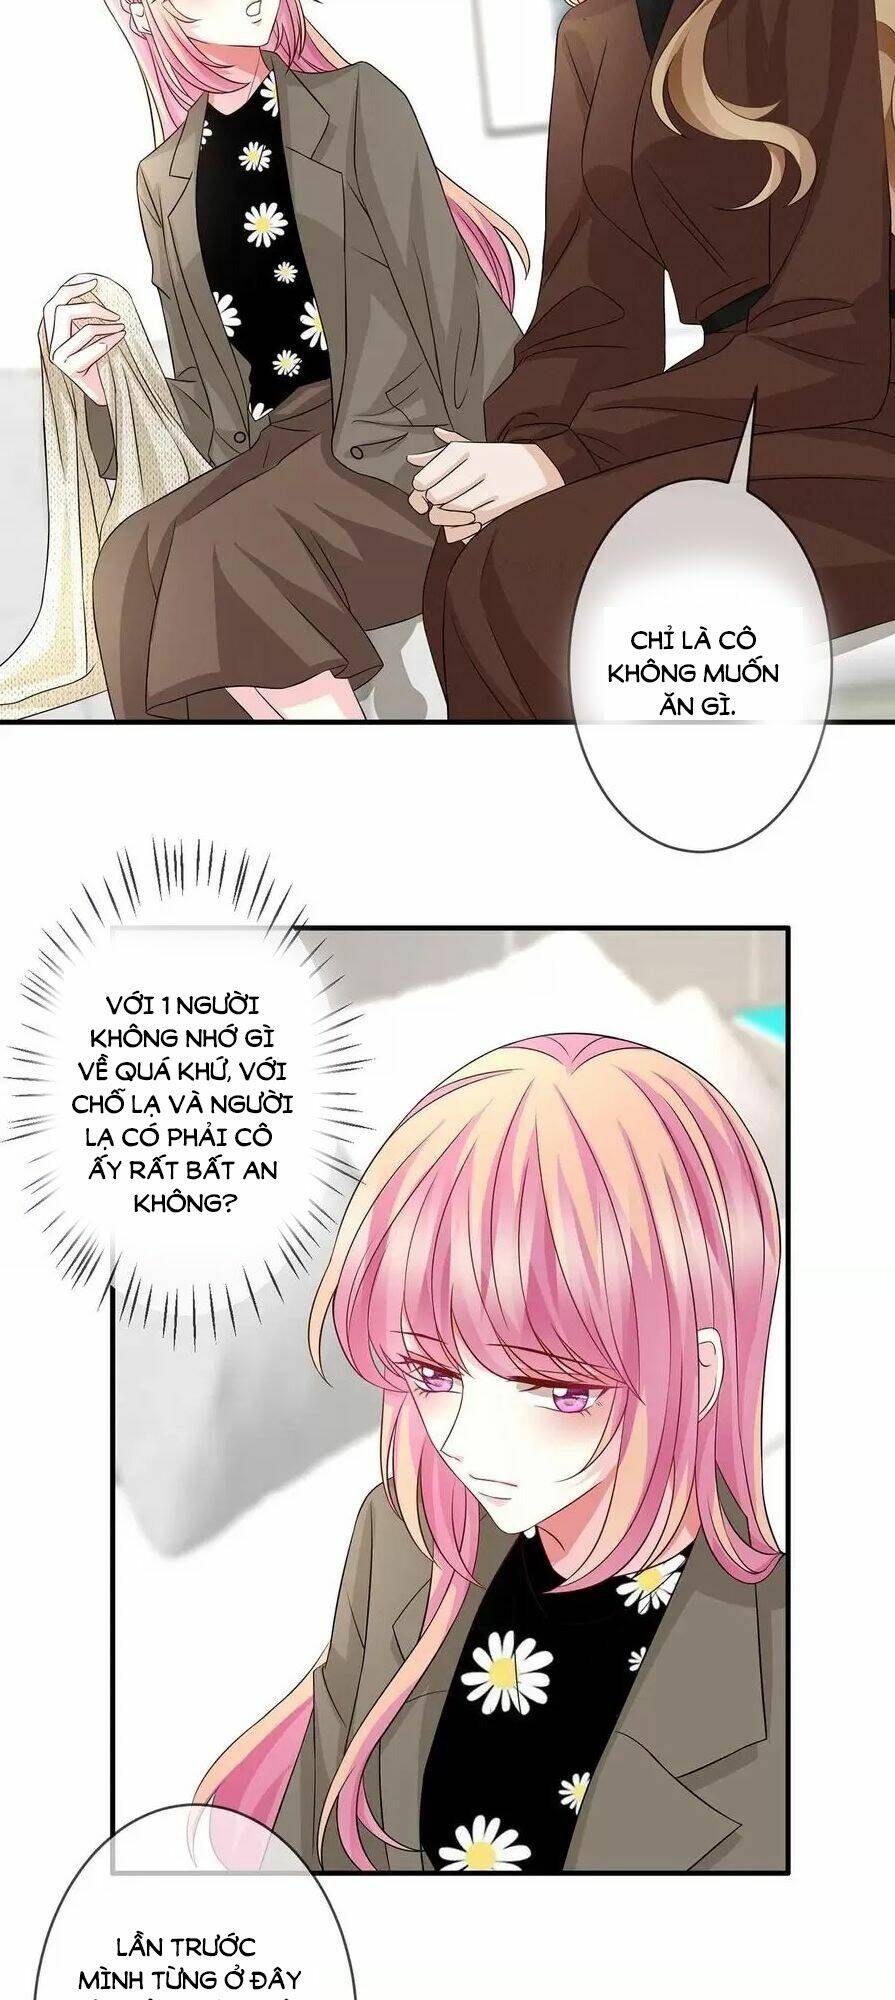 CHỈ LÀ CÔ
KHÔNG MUỐN
ĂN GÌ.
VỚI 1 NGƯỜI
KHÔNG NHỚ GÌ
VỀ QUÁ KHỨ, VỚI
CHỖ LẠ VÀ NGƯỜI
LẠ CÓ PHẢI CÔ
ẤY RẤT BẤT AN
KHÔNG?
LẦN TRƯỚC
MÌNH TỪNG Ở ĐÂY